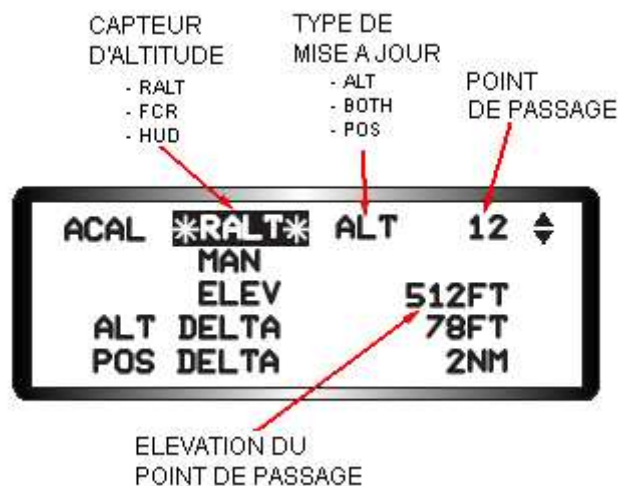 CAPTEUR
D'ALTITUDE
- RALT
- FCR
- HUD
TYPE DE
MISE A JOUR
- ALT
- BOTH
- POS
POINT
DE PASSAGE
ACAL *RALT* ALT 12
MAN
ELEV 512FT
ALT DELTA 78FT
POS DELTA 2NM
ELEVATION DU
POINT DE PASSAGE